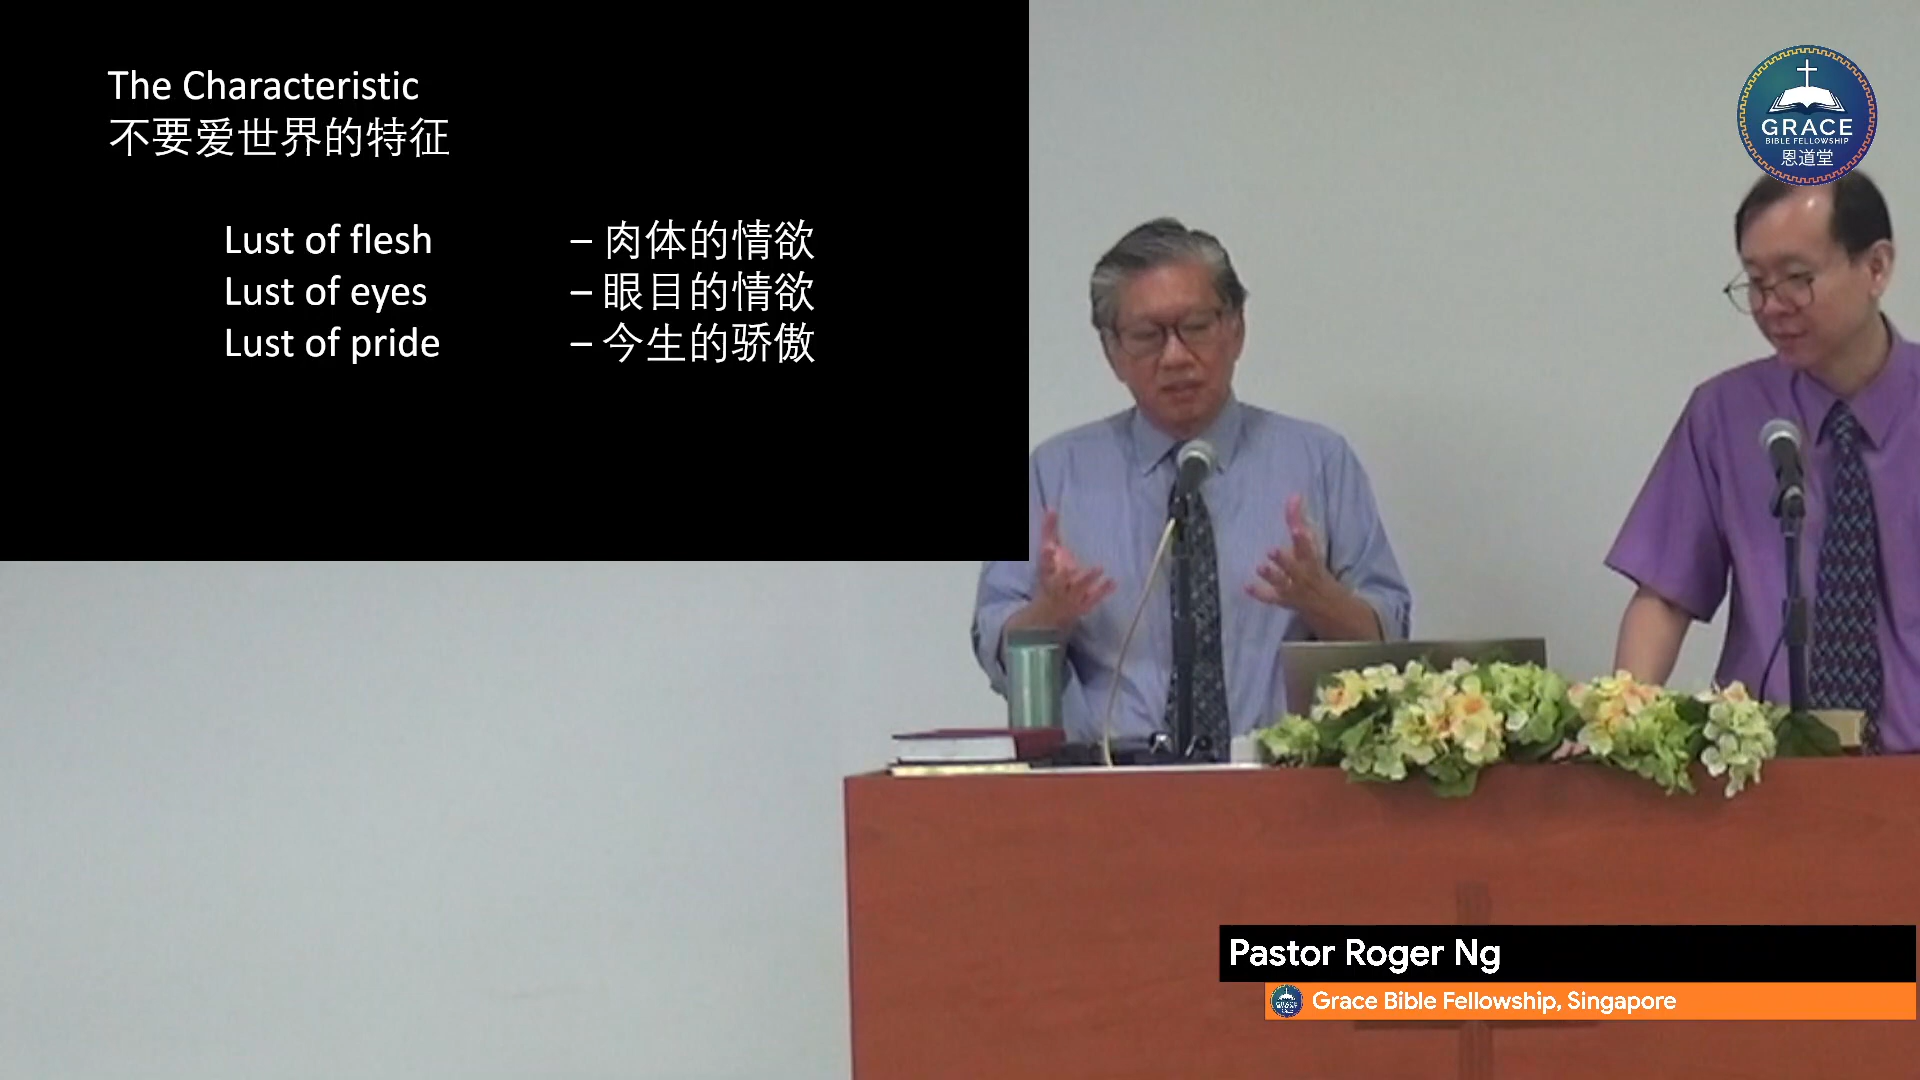 The Characteristic
不要爱世界的特征
Lust of flesh – 肉体的情欲
Lust of eyes – 眼目的情欲
Lust of pride – 今生的骄傲
GRACE
BIBLE FELLOWSHIP
恩道堂
Pastor Roger Ng
Grace Bible Fellowship, Singapore